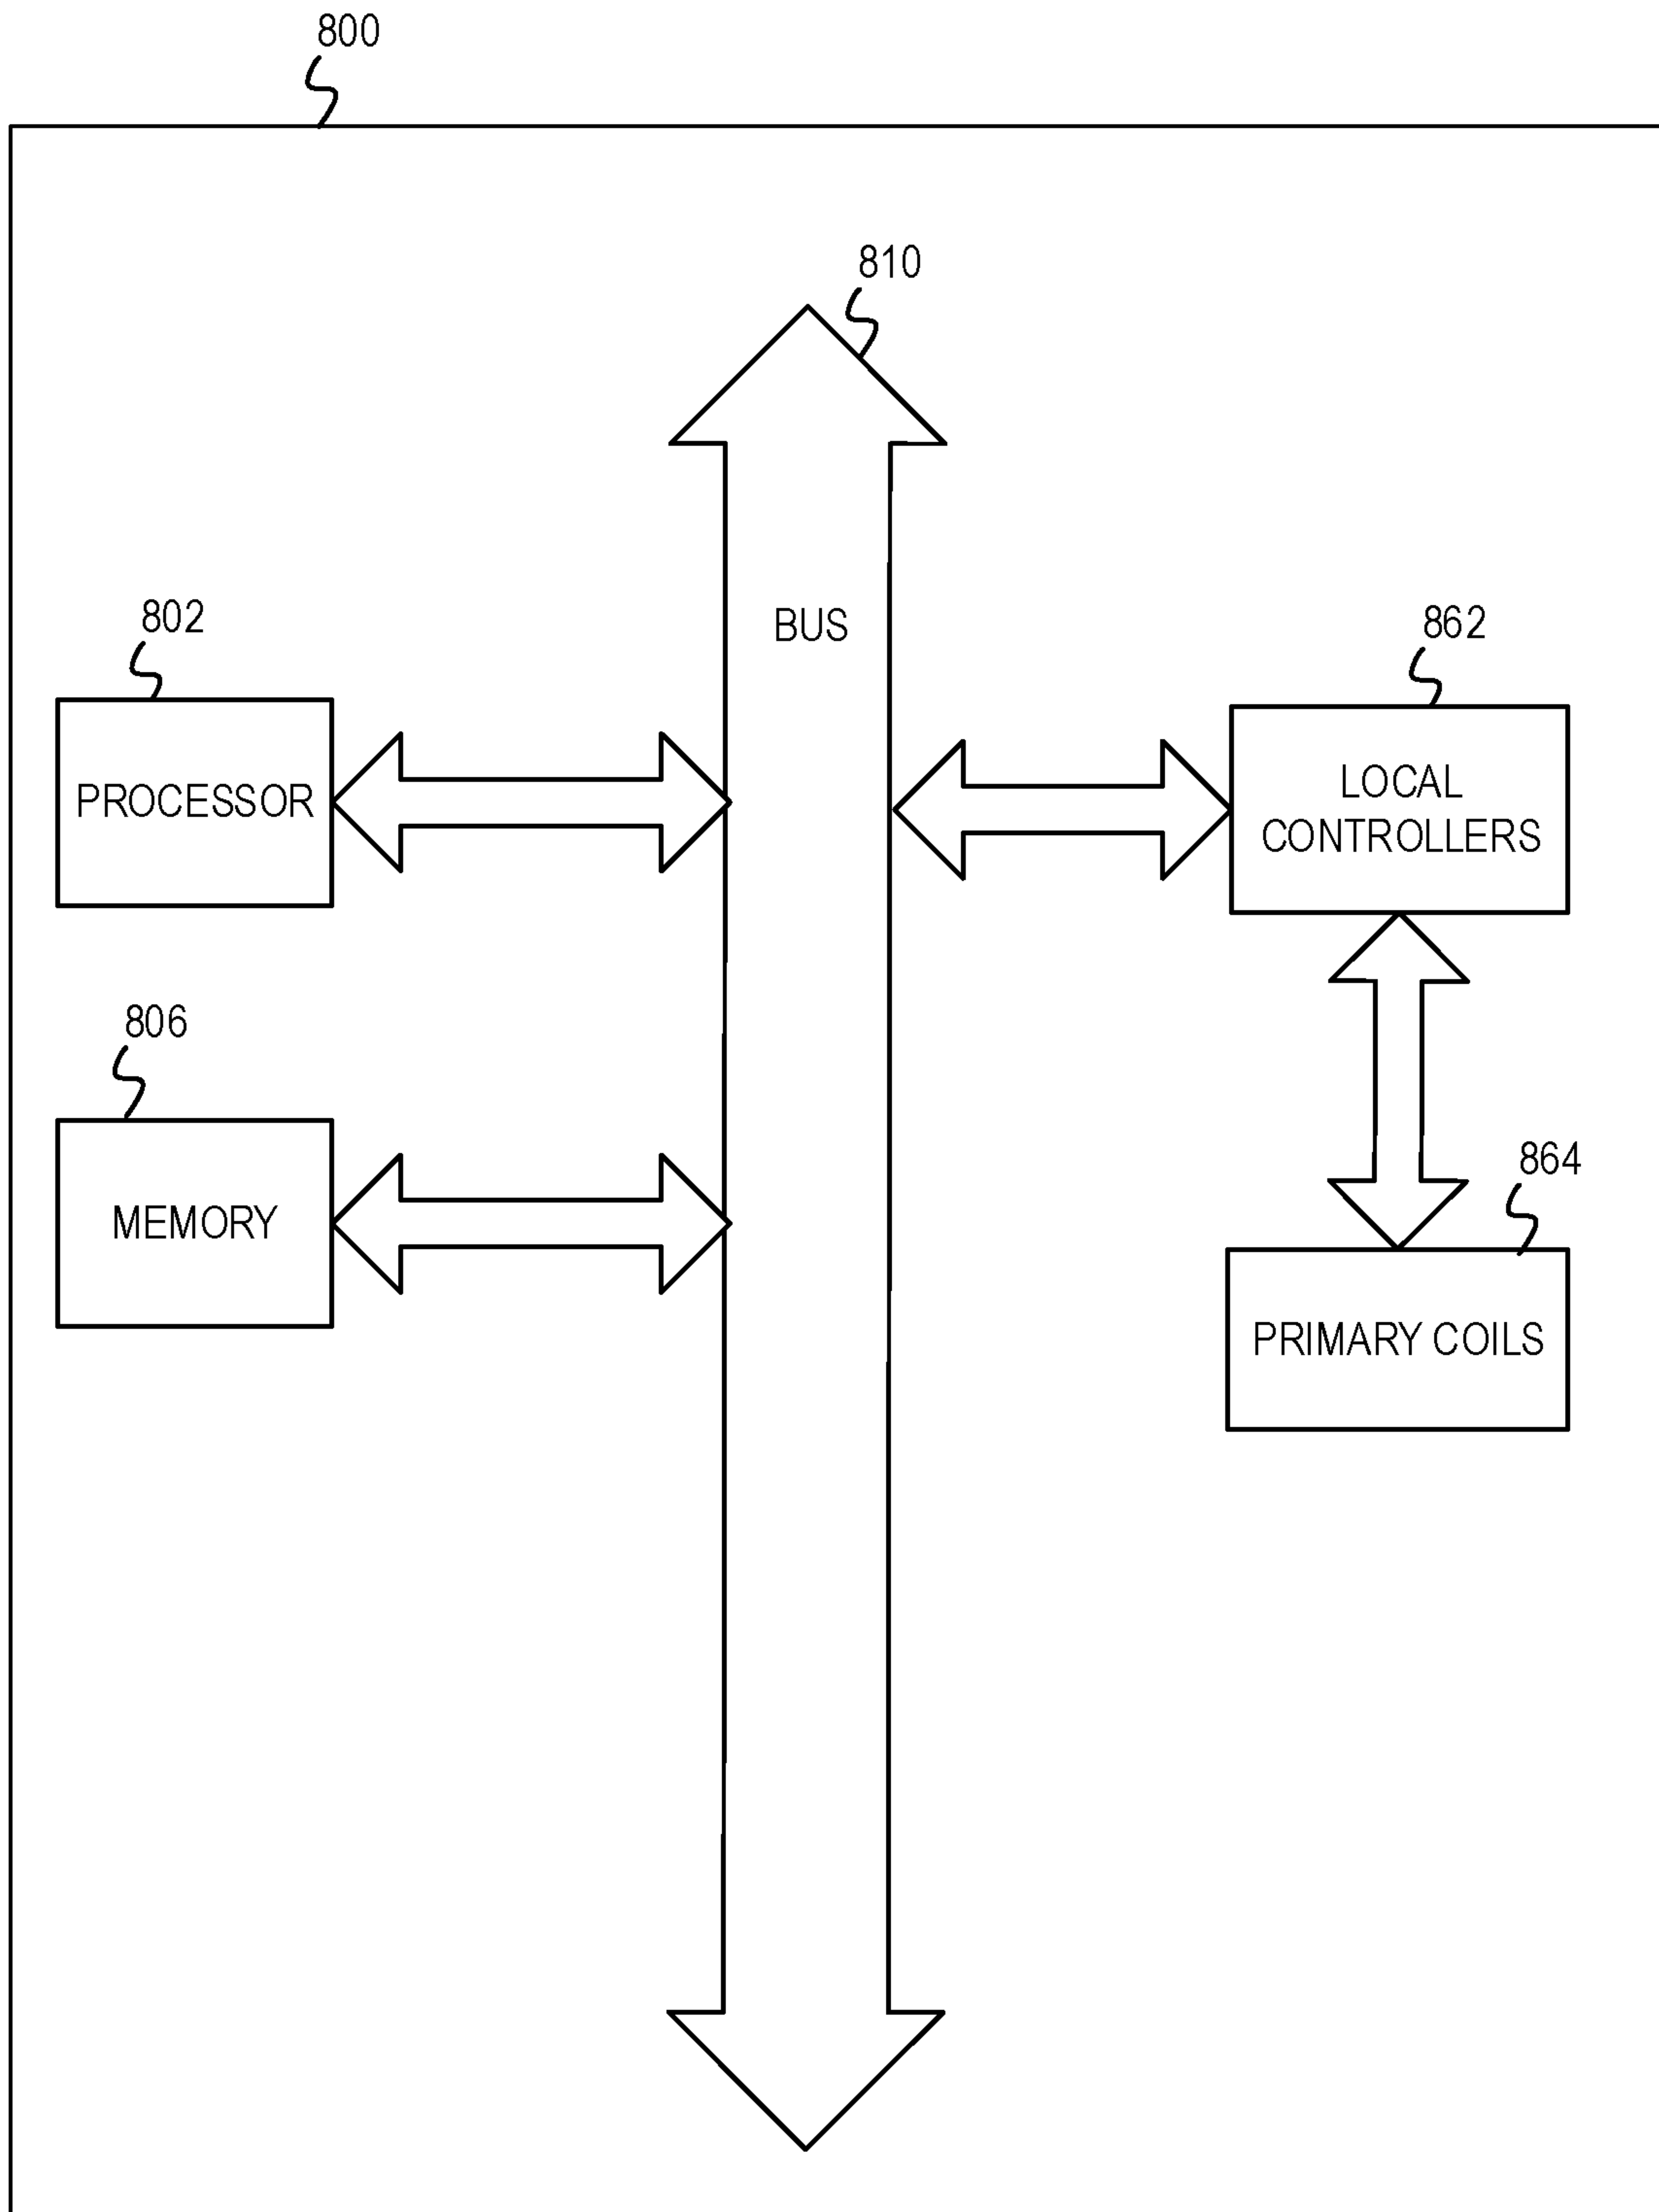 800
810
BUS
802
862
PROCESSOR
LOCAL
CONTROLLERS
806
864
MEMORY
PRIMARY COILS